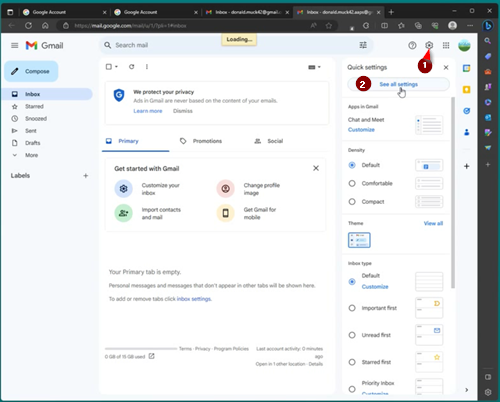 Google Account
Google Account
Inbox - donald.muck42@gmail.c
Inbox - donald.muck42.aapo@g
https://mail.google.com/mail/u/1/?pli=1#inbox
Gmail
Search mail
Loading...
1
Compose
Inbox
Starred
Snoozed
Sent
Drafts
More
Labels
We protect your privacy
Ads in Gmail are never based on the content of your emails.
Learn more
Dismiss
Primary
Promotions
Social
Get started with Gmail
Customize your
inbox
Change profile
image
Import contacts
and mail
Get Gmail for
mobile
Your Primary tab is empty.
Personal messages and messages that don't appear in other tabs will be shown here.
To add or remove tabs click inbox settings.
0 GB of 15 GB used
Terms · Privacy · Program Policies
Last account activity: 0 minutes
ago
Open in 1 other location · Details
Quick settings
2
See all settings
Apps in Gmail
Chat and Meet
Customize
Density
Default
Comfortable
Compact
Theme
View all
Inbox type
Default
Customize
Important first
Unread first
Starred first
Priority Inbox
Customize